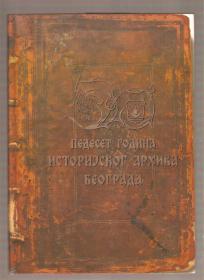 50
ПЕДЕСЕТ ГОДИНА
ИСТОРИЈСКОГ АРХИВА
БЕОГРАДА